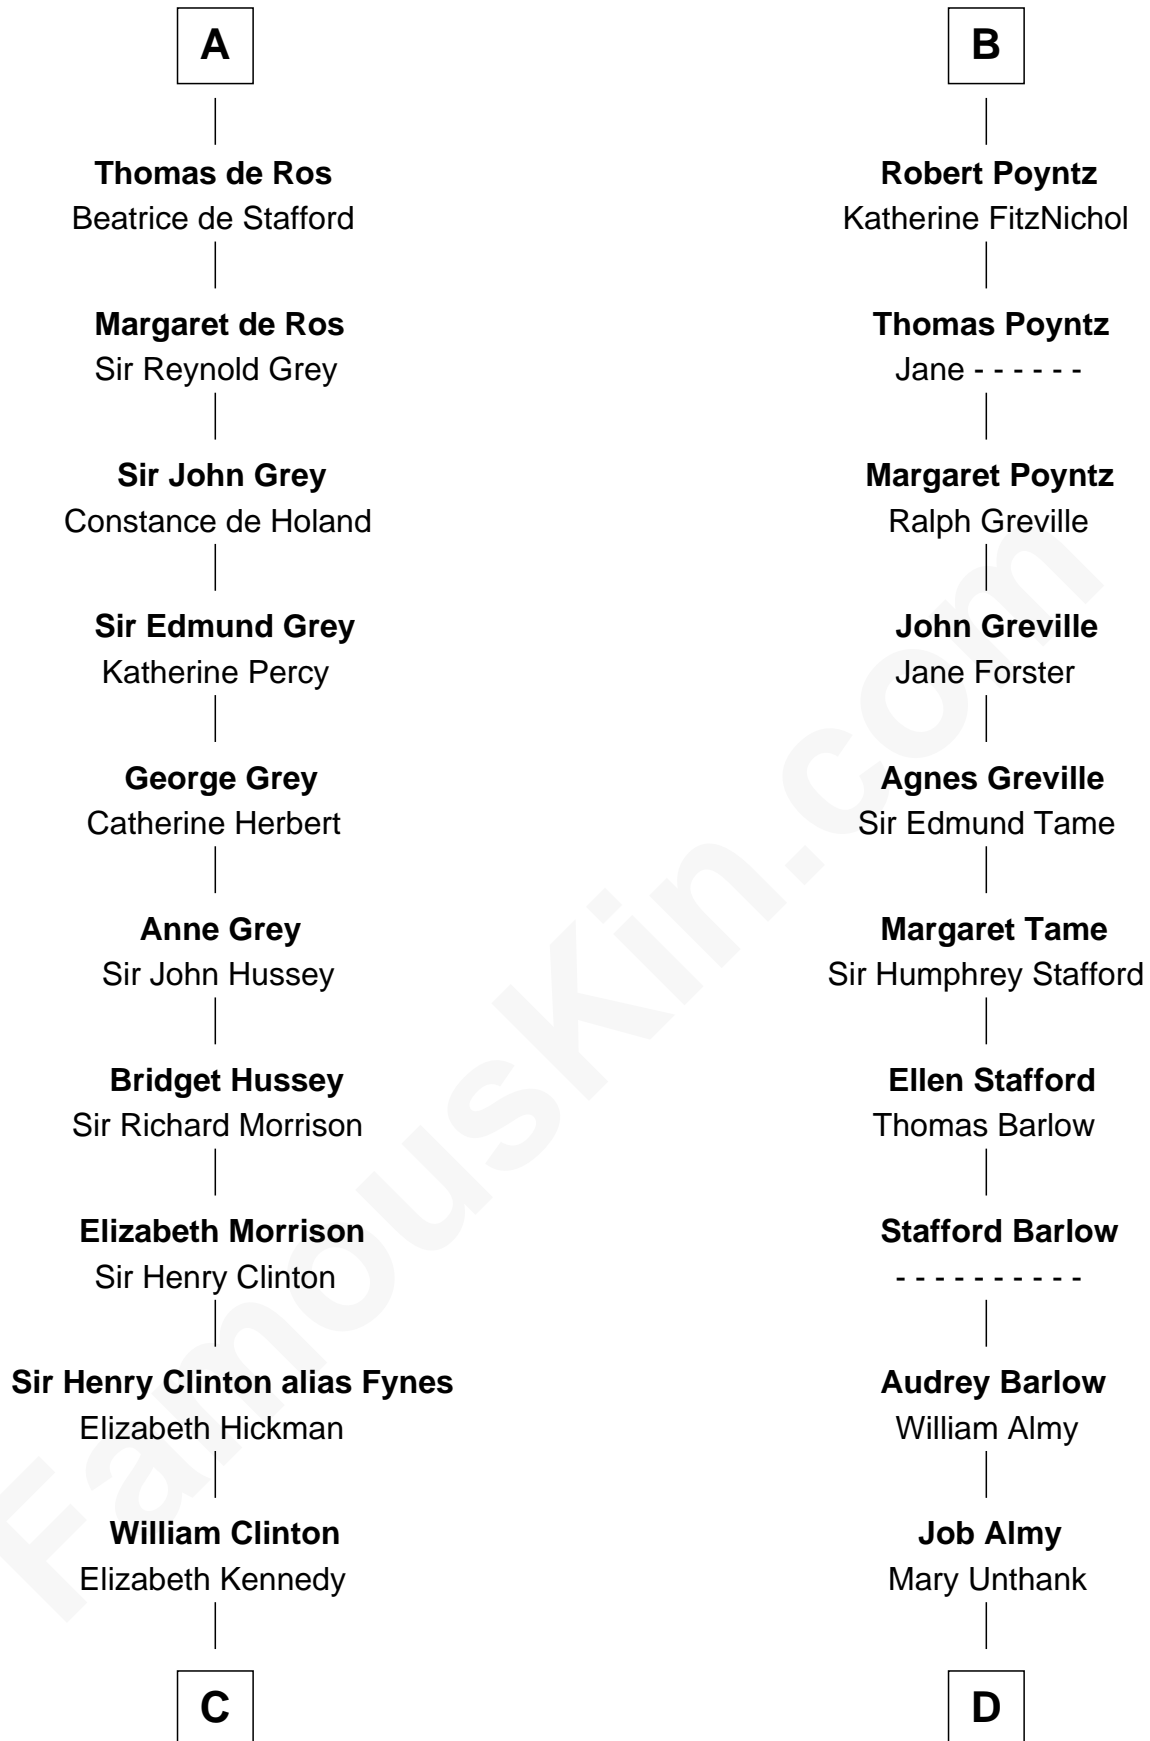 A
Thomas de Ros
Beatrice de Stafford
Margaret de Ros
Sir Reynold Grey
Sir John Grey
Constance de Holand
Sir Edmund Grey
Katherine Percy
George Grey
Catherine Herbert
Anne Grey
Sir John Hussey
Bridget Hussey
Sir Richard Morrison
Elizabeth Morrison
Sir Henry Clinton
Sir Henry Clinton alias Fynes
Elizabeth Hickman
William Clinton
Elizabeth Kennedy
C
B
Robert Poyntz
Katherine FitzNichol
Thomas Poyntz
Jane - - - - - -
Margaret Poyntz
Ralph Greville
John Greville
Jane Forster
Agnes Greville
Sir Edmund Tame
Margaret Tame
Sir Humphrey Stafford
Ellen Stafford
Thomas Barlow
Stafford Barlow
- - - - - - - - - -
Audrey Barlow
William Almy
Job Almy
Mary Unthank
D
FamousKin.com